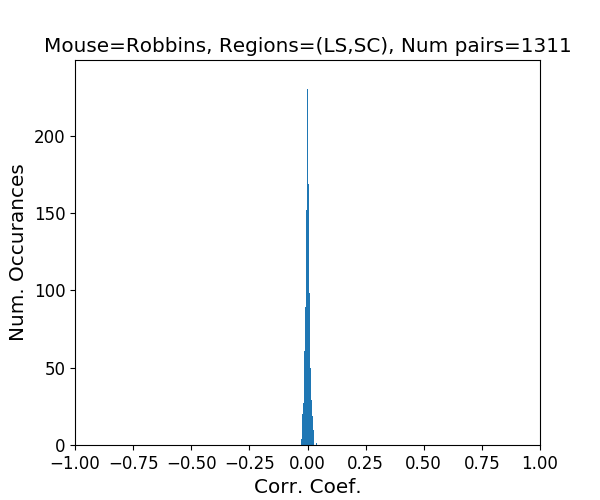 Mouse=Robbins, Regions=(LS,SC), Num pairs=1311
Num. Occurances
200
150
100
50
0
−1.00 −0.75 −0.50 −0.25 0.00 0.25 0.50 0.75 1.00
Corr. Coef.